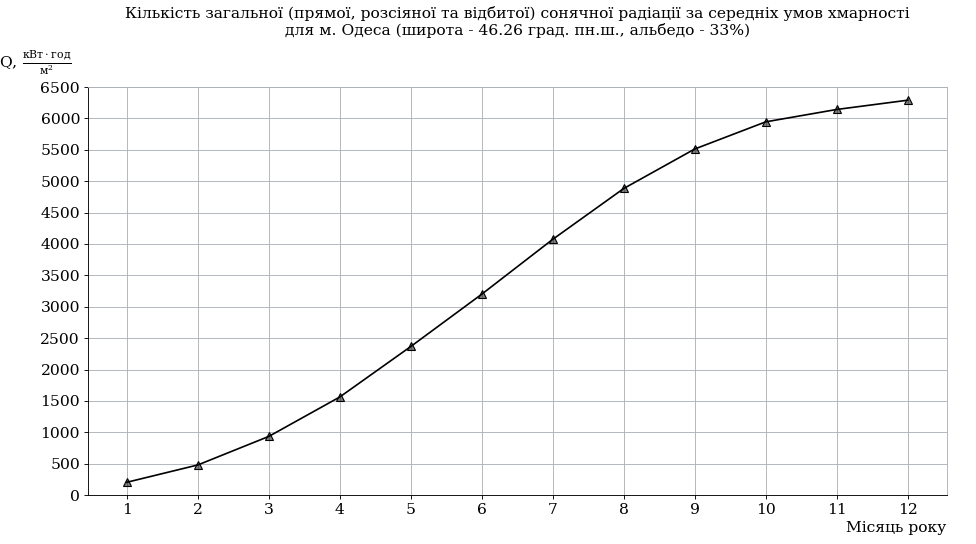 Кількість загальної (прямої, розсіяної та відбитої) сонячної радіації за середніх умов хмарності
для м. Одеса (широта - 46.26 град. пн.ш., альбедо - 33%)
Q, кВт · год / м²
6500
6000
5500
5000
4500
4000
3500
3000
2500
2000
1500
1000
500
0
1 2 3 4 5 6 7 8 9 10 11 12
Місяць року